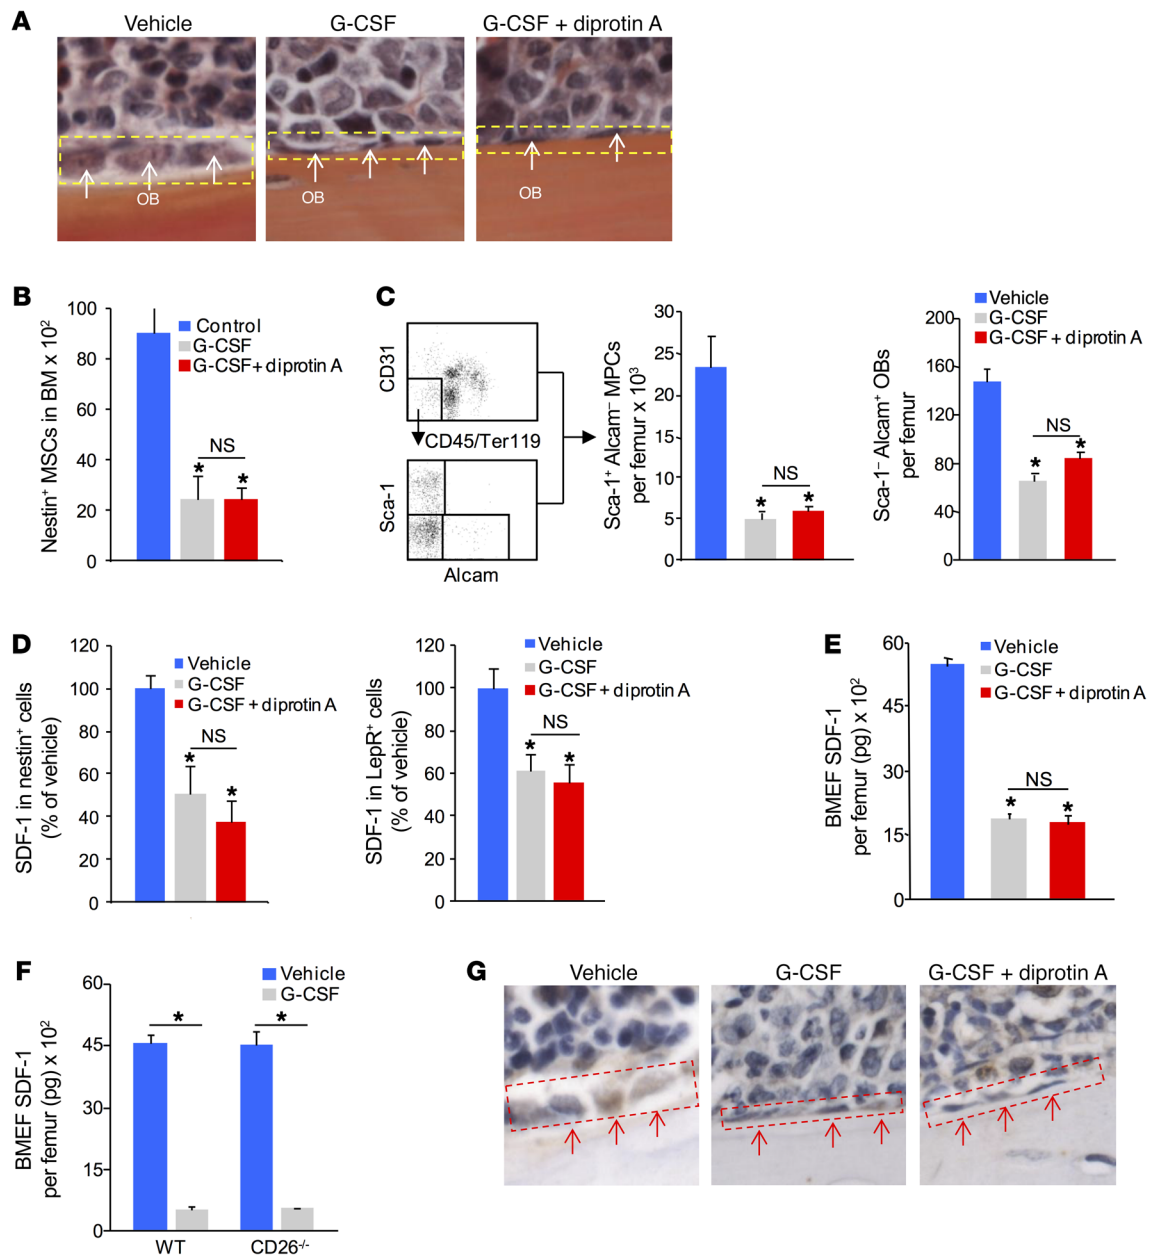 A
Vehicle
G-CSF
G-CSF + diprotin A
OB
OB
OB
B
Nestin⁺ MSCs in BM x 10²
100
80
60
40
20
0
Control
G-CSF
G-CSF + diprotin A
NS
*
*
C
CD31
CD45/Ter119
Sca-1
Alcam
Sca-1⁺ Alcam⁻ MPCs
per femur x 10³
30
25
20
15
10
5
0
NS
*
*
Vehicle
G-CSF
G-CSF + diprotin A
Sca-1⁻ Alcam⁺ OBs
per femur
200
160
120
80
40
0
NS
*
*
D
SDF-1 in nestin⁺ cells
(% of vehicle)
120
100
80
60
40
20
0
Vehicle
G-CSF
G-CSF + diprotin A
NS
*
*
SDF-1 in LepR⁺ cells
(% of vehicle)
120
100
80
60
40
20
0
Vehicle
G-CSF
G-CSF + diprotin A
NS
*
*
E
BMEF SDF-1
per femur (pg) x 10²
60
45
30
15
0
Vehicle
G-CSF
G-CSF + diprotin A
NS
*
*
F
BMEF SDF-1
per femur (pg) x 10²
60
45
30
15
0
Vehicle
G-CSF
*
*
WT
CD26⁻/⁻
G
Vehicle
G-CSF
G-CSF + diprotin A